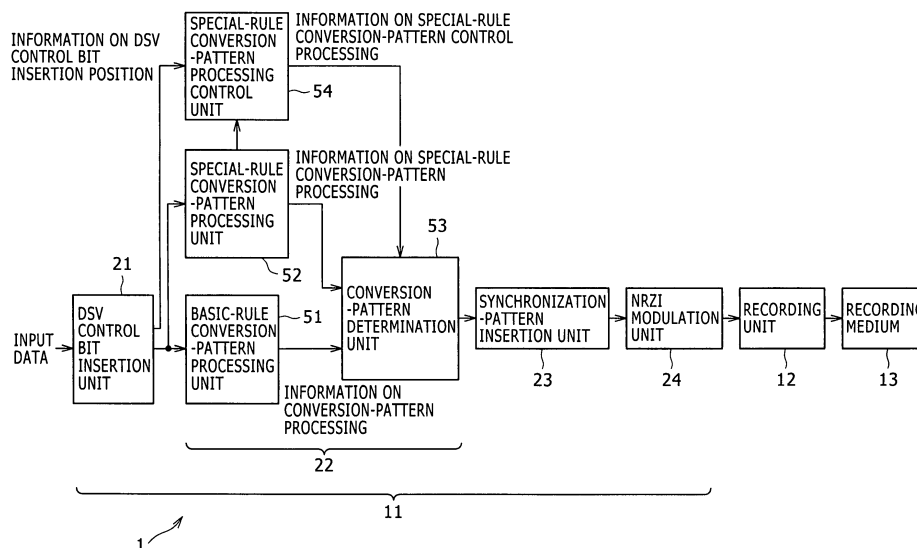 INFORMATION ON DSV
CONTROL BIT
INSERTION POSITION
SPECIAL-RULE
CONVERSION
-PATTERN
PROCESSING
CONTROL
UNIT
54
INFORMATION ON SPECIAL-RULE
CONVERSION-PATTERN CONTROL
PROCESSING
SPECIAL-RULE
CONVERSION
-PATTERN
PROCESSING
UNIT
52
INFORMATION ON SPECIAL-RULE
CONVERSION-PATTERN
PROCESSING
53
21
INPUT
DATA
DSV
CONTROL
BIT
INSERTION
UNIT
BASIC-RULE
CONVERSION
-PATTERN
PROCESSING
UNIT
51
INFORMATION ON
CONVERSION-PATTERN
PROCESSING
CONVERSION
-PATTERN
DETERMINATION
UNIT
SYNCHRONIZATION
-PATTERN
INSERTION UNIT
23
NRZI
MODULATION
UNIT
24
RECORDING
UNIT
12
RECORDING
MEDIUM
13
22
11
1